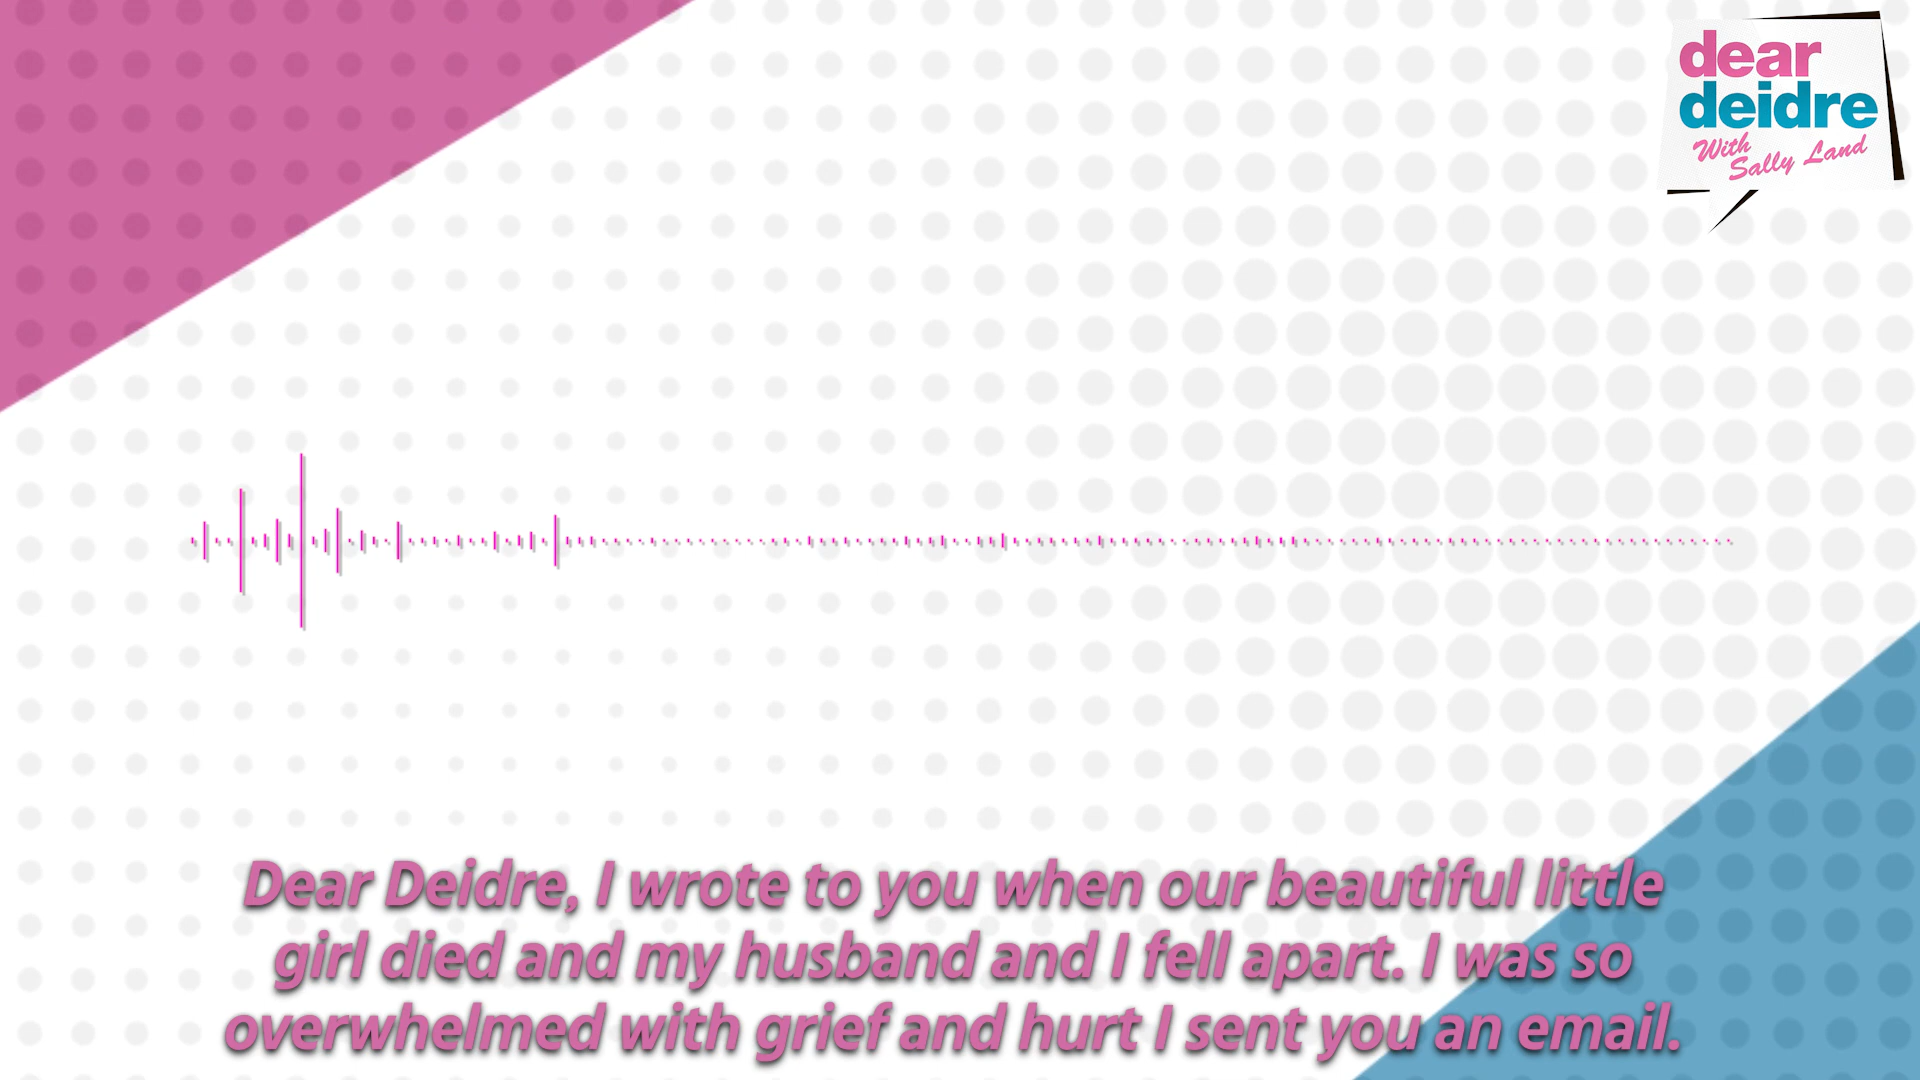 dear
deidre
With
Sally Land
Dear Deidre, I wrote to you when our beautiful little
girl died and my husband and I fell apart. I was so
overwhelmed with grief and hurt I sent you an email.